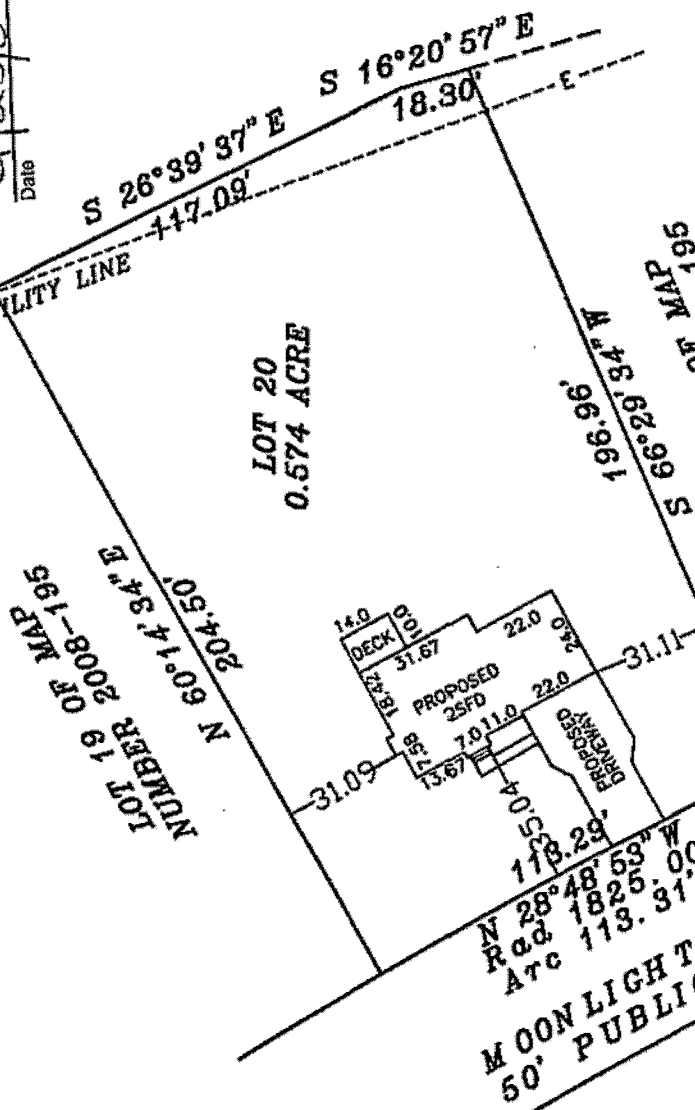 Date
S 16°20'57" E
18.30'
S 26°39'37" E
117.09'
E
ILITY LINE
LOT 20
0.574 ACRE
OF MAP
195
196.96'
S 66°29'34" W
LOT 19 OF MAP
NUMBER 2008-195
N 60°14'34" E
204.50'
14.0
DECK
10.0
31.67
22.0
24.0
18.42
PROPOSED
2SFD
31.11
7.58
7.0
11.0
22.0
13.67
PROPOSED
DRIVEWAY
31.09
35.04
113.29'
N 28°48'53" W
Rad 1825.00
Arc 113.31'
MOONLIGHT
50' PUBLIC